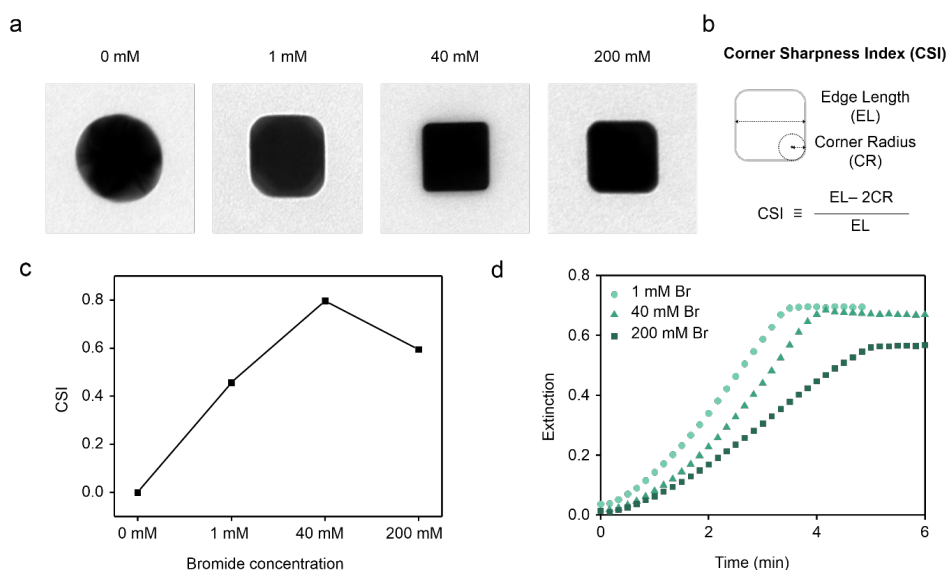 a
0 mM
1 mM
40 mM
200 mM
b
Corner Sharpness Index (CSI)
Edge Length
(EL)
Corner Radius
(CR)
CSI ≡ EL– 2CR
EL
c
CSI
0.8
0.6
0.4
0.2
0.0
0 mM
1 mM
40 mM
200 mM
Bromide concentration
d
Extinction
0.8
0.6
0.4
0.2
0.0
1 mM Br
40 mM Br
200 mM Br
0
2
4
6
Time (min)